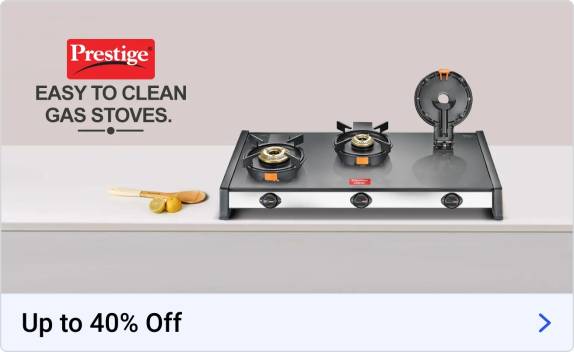 Prestige
EASY TO CLEAN
GAS STOVES.
Up to 40% Off